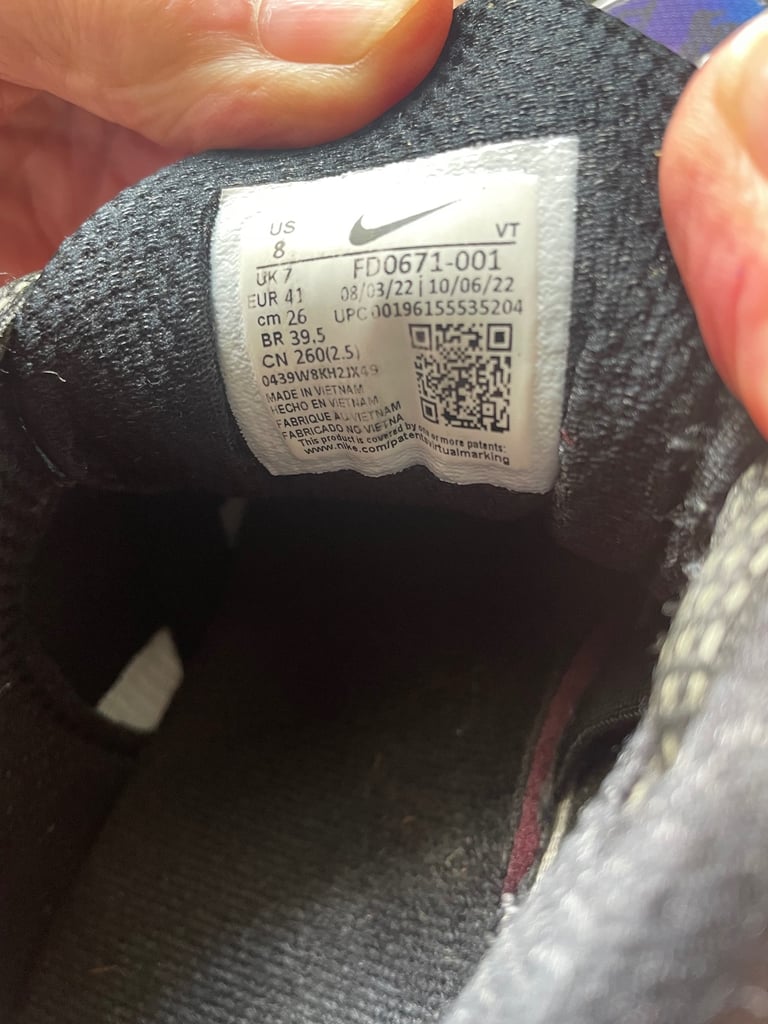 US
8
VT
UK 7
FD0671-001
EUR 41
08/03/22 | 10/06/22
cm 26
UPC 00196155535204
BR 39.5
CN 260(2.5)
0439W8KH2JX49
MADE IN VIETNAM
HECHO EN VIETNAM
FABRIQUE AU VIETNAM
FABRICADO NO VIETNA
This product is covered by one or more patents:
www.nike.com/patentsvirtualmarking